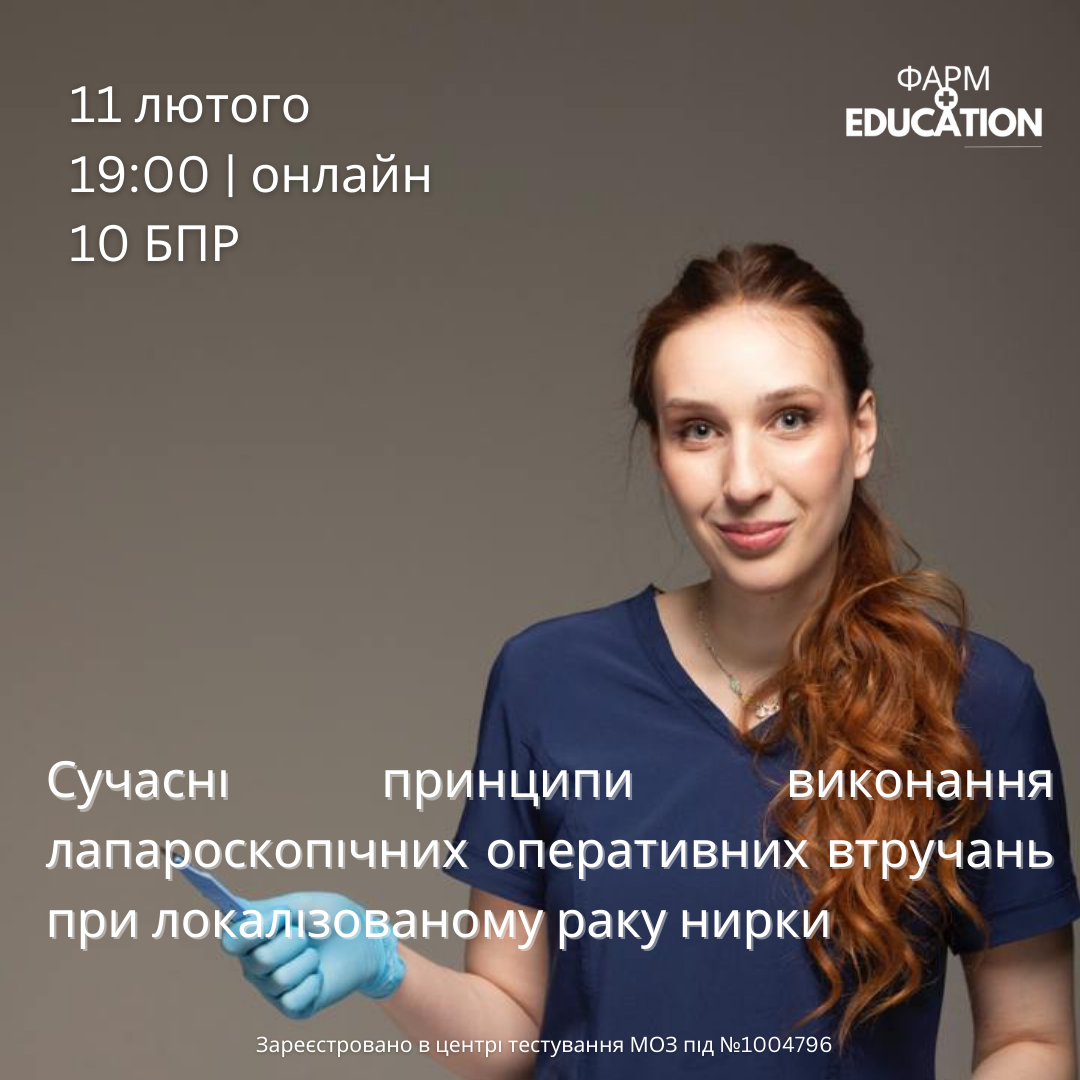 11 лютого
19:00 | онлайн
10 БПР
ФАРМ
EDUCATION
Сучасні принципи виконання
лапароскопічних оперативних втручань
при локалізованому раку нирки
Зареєстровано в центрі тестування МОЗ під №1004796